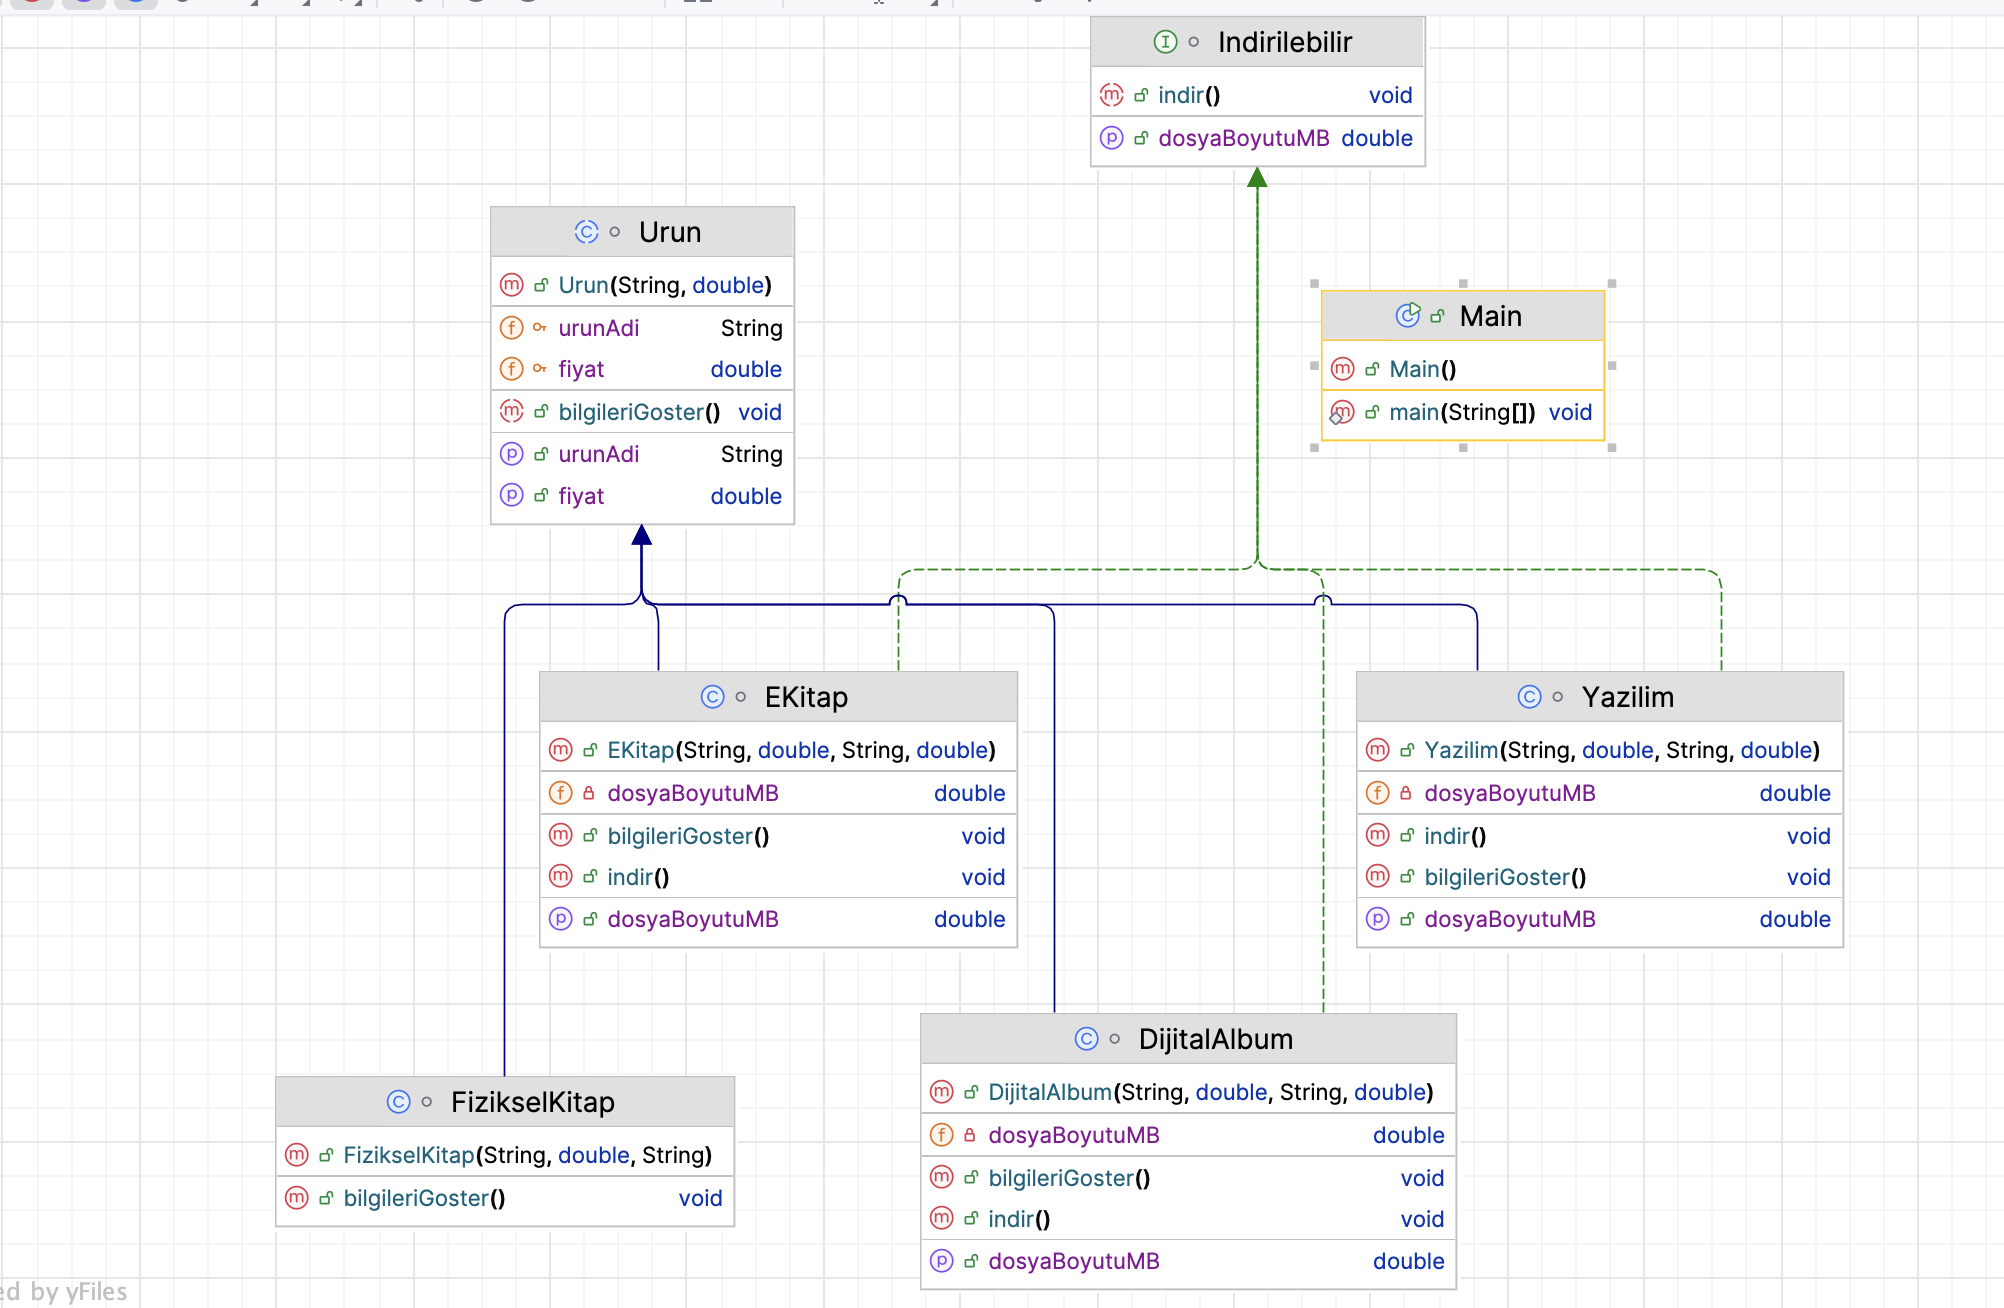 Indirilebilir
indir() void
dosyaBoyutuMB double
Urun
Urun(String, double)
urunAdi String
fiyat double
bilgileriGoster() void
urunAdi String
fiyat double
Main
Main()
main(String[]) void
EKitap
EKitap(String, double, String, double)
dosyaBoyutuMB double
bilgileriGoster() void
indir() void
dosyaBoyutuMB double
Yazilim
Yazilim(String, double, String, double)
dosyaBoyutuMB double
indir() void
bilgileriGoster() void
dosyaBoyutuMB double
DijitalAlbum
DijitalAlbum(String, double, String, double)
dosyaBoyutuMB double
bilgileriGoster() void
indir() void
dosyaBoyutuMB double
FizikselKitap
FizikselKitap(String, double, String)
bilgileriGoster() void
by yFiles